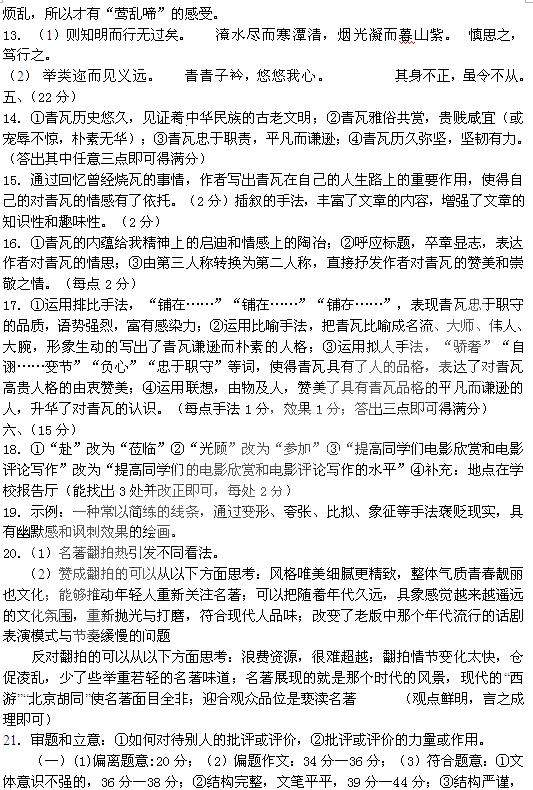 烦乱，所以才有“莺乱啼”的感受。
13．（1）则知明而行无过矣。 潦水尽而寒潭清，烟光凝而暮山紫。 慎思之，
笃行之。
（2） 举类迩而见义远。 青青子衿，悠悠我心。 其身不正，虽令不从。
五、（22 分）
14．①青瓦历史悠久，见证着中华民族的古老文明；②青瓦雅俗共赏，贵贱咸宜（或
宠辱不惊，朴素无华）；③青瓦忠于职责，平凡而谦逊；④青瓦历久弥坚，坚韧有力。
（答出其中任意三点即可得满分）
15．通过回忆曾经烧瓦的事情，作者写出青瓦在自己的人生路上的重要作用，使得自
己的对青瓦的情感有了依托。（2 分）插叙的手法，丰富了文章的内容，增强了文章的
知识性和趣味性。（2 分）
16．①青瓦的内蕴给我精神上的启迪和情感上的陶冶；②呼应标题，卒章显志，表达
作者对青瓦的情思；③由第三人称转换为第二人称，直接抒发作者对青瓦的赞美和崇
敬之情。（每点 2 分）
17．①运用排比手法，“铺在……”“铺在……”“铺在……”，表现青瓦忠于职守
的品质，语势强烈，富有感染力；②运用比喻手法，把青瓦比喻成名流、大师、伟人、
大腕，形象生动的写出了青瓦谦逊而朴素的人格；③运用拟人手法，“骄奢”“自
诩……变节”“负心”“忠于职守”等词，使得青瓦具有了人的品格，表达了对青瓦
高贵人格的由衷赞美；④运用联想，由物及人，赞美了具有青瓦品格的平凡而谦逊的
人，升华了对青瓦的认识。（每点手法 1 分，效果 1 分；答出三点即可得满分）
六、（15 分）
18．①“赴”改为“莅临”②“光顾”改为“参加”③“提高同学们电影欣赏和电影
评论写作”改为“提高同学们的电影欣赏和电影评论写作的水平”④补充：地点在学
校报告厅（能找出 3 处并改正即可，每处 2 分）
19．示例：一种常以简练的线条，通过变形、夸张、比拟、象征等手法褒贬现实，具
有幽默感和讽刺效果的绘画。
20．（1）名著翻拍热引发不同看法。
（2）赞成翻拍的可以从以下方面思考：风格唯美细腻更精致，整体气质青春靓丽
也文化；能够推动年轻人重新关注名著；可以把随着年代久远，具象感觉越来越遥远
的文化氛围，重新抛光与打磨，符合现代人品味；改变了老版中那个年代流行的话剧
表演模式与节奏缓慢的问题
反对翻拍的可以从以下方面思考：浪费资源，很难超越；翻拍情节变化太快，仓
促凌乱，少了些举重若轻的名著味道；名著展现的就是那个时代的风景，现代的“西
游”“北京胡同”使名著面目全非；迎合观众品位是亵渎名著 （观点鲜明，言之成
理即可）
21．审题和立意：①如何对待别人的批评或评价，②批评或评价的力量或作用。
（一）(1)偏离题意:20 分；（2）偏题作文：34 分—36 分；（3）符合题意：①文
体意识不强的，36 分—38 分；②结构完整，文笔平平，39 分—44 分；③结构严谨，